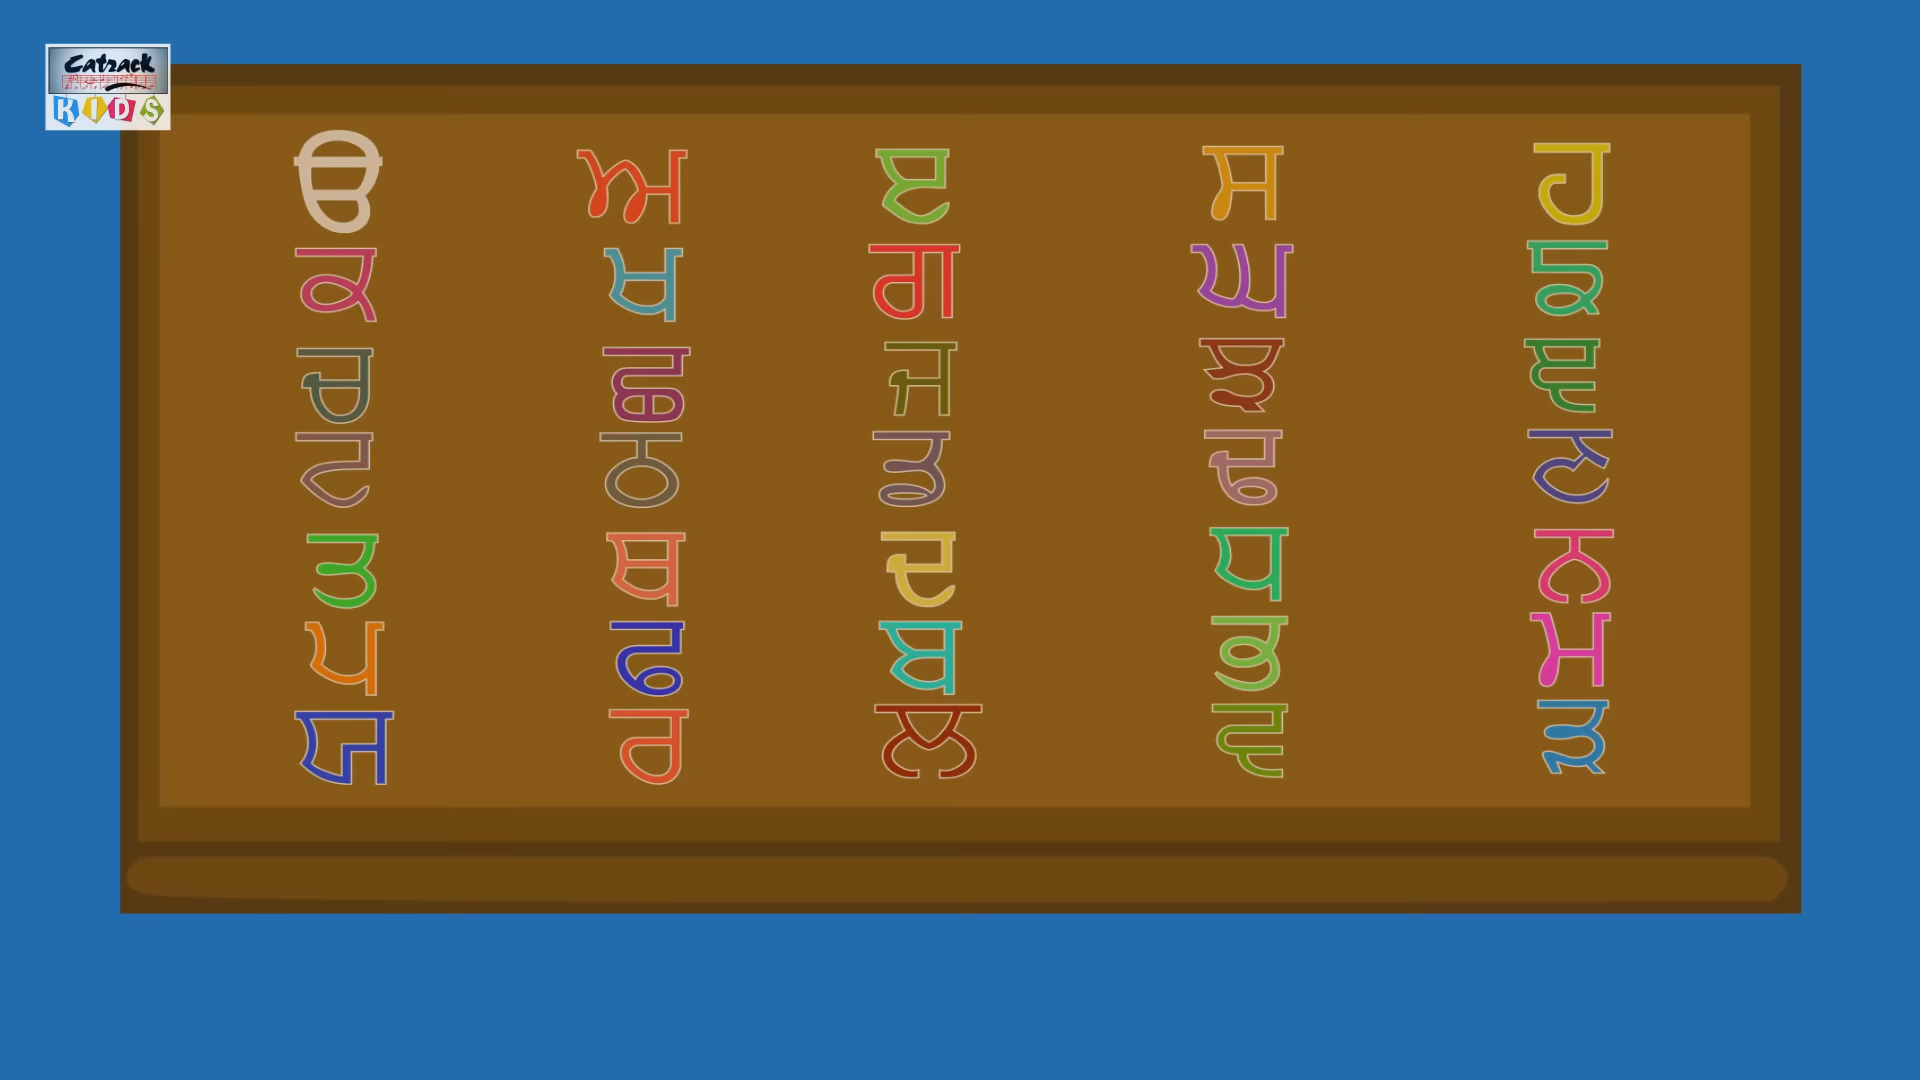 Catrack
KIDS
ੳ ਅ ੲ ਸ ਹ
ਕ ਖ ਗ ਘ ਙ
ਚ ਛ ਜ ਝ ਞ
ਟ ਠ ਡ ਢ ਣ
ਤ ਥ ਦ ਧ ਨ
ਪ ਫ ਬ ਭ ਮ
ਯ ਰ ਲ ਵ ੜ